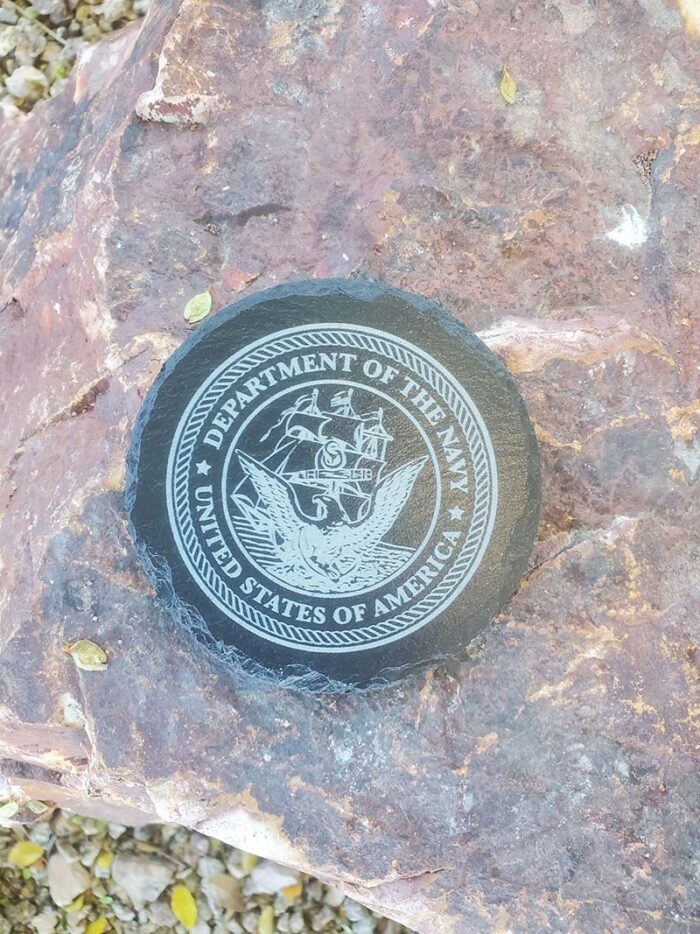 DEPARTMENT OF THE NAVY
UNITED STATES OF AMERICA